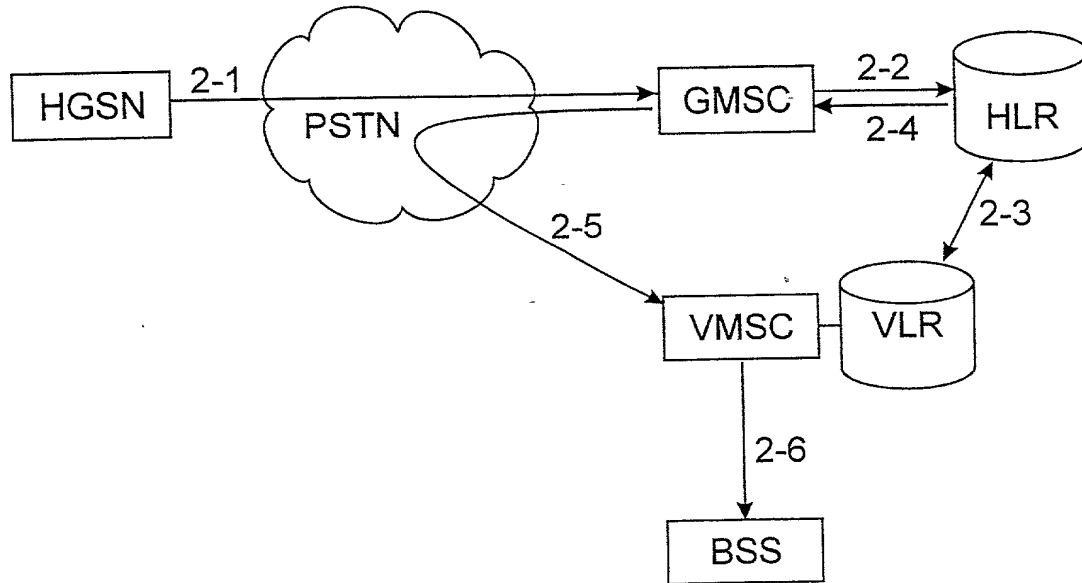 HGSN
2-1
PSTN
GMSC
2-2
2-4
HLR
2-3
2-5
VMSC
VLR
2-6
BSS